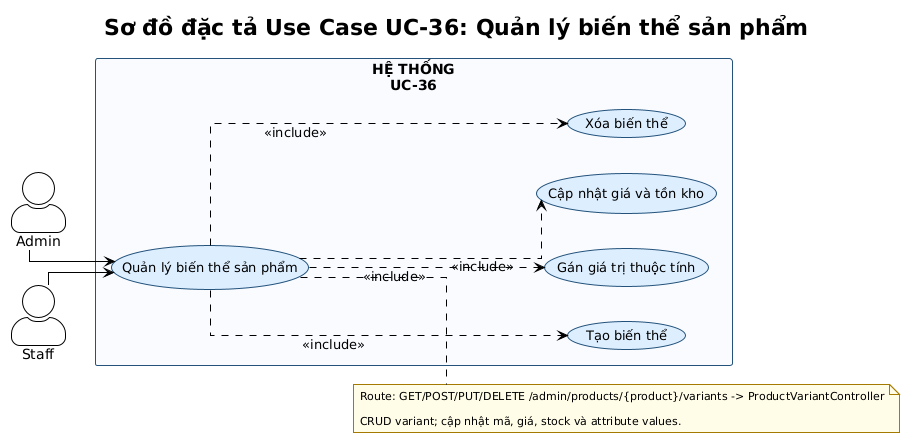 Sơ đồ đặc tả Use Case UC-36: Quản lý biến thể sản phẩm
HỆ THỐNG
UC-36
Xóa biến thể
«include»
Cập nhật giá và tồn kho
Admin
Quản lý biến thể sản phẩm
«include»
Gán giá trị thuộc tính
«include»
Staff
Tạo biến thể
«include»
Route: GET/POST/PUT/DELETE /admin/products/{product}/variants -> ProductVariantController
CRUD variant; cập nhật mã, giá, stock và attribute values.